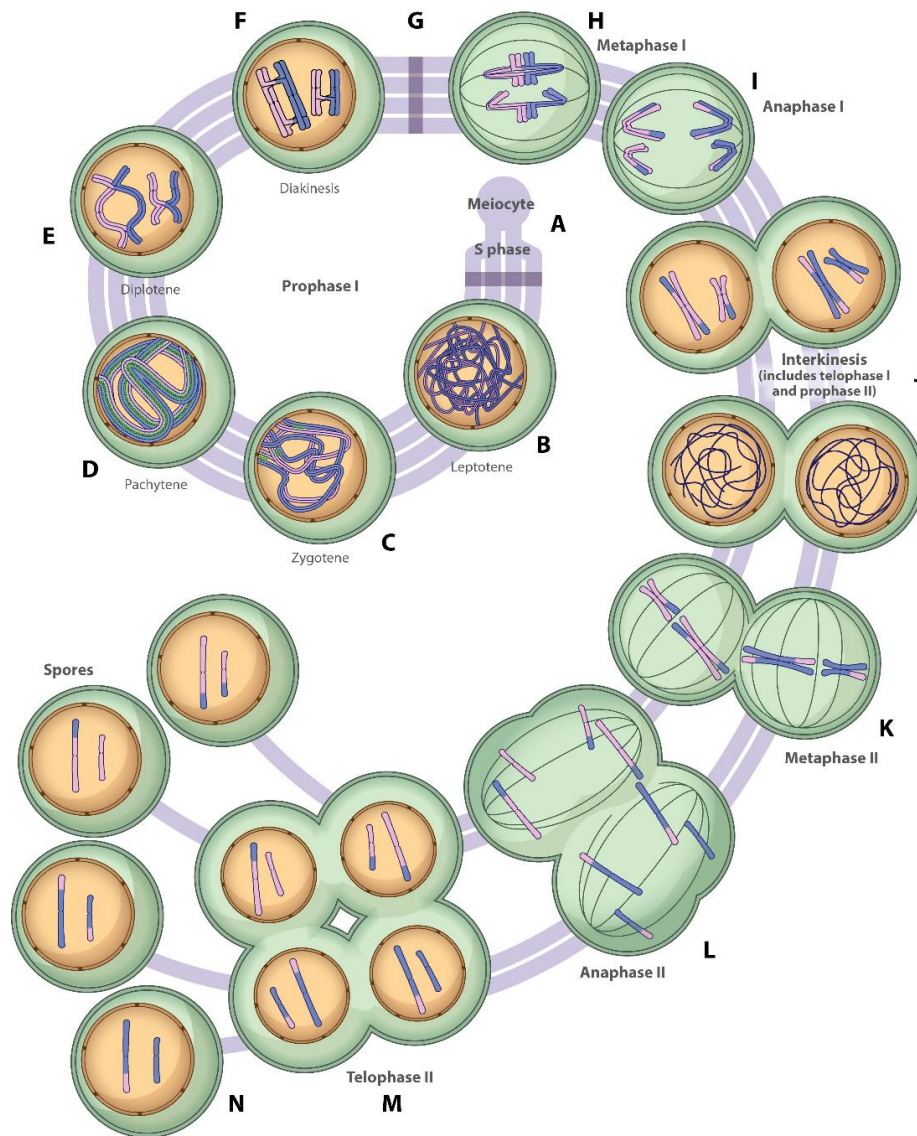 F
G
H
Metaphase I
I
Anaphase I
Diakinesis
Meiocyte
A
S phase
E
Prophase I
Diplotene
Interkinesis
(includes telophase I
and prophase II)
D
B
Pachytene
Leptotene
C
Zygotene
Spores
K
Metaphase II
L
Anaphase II
Telophase II
N
M